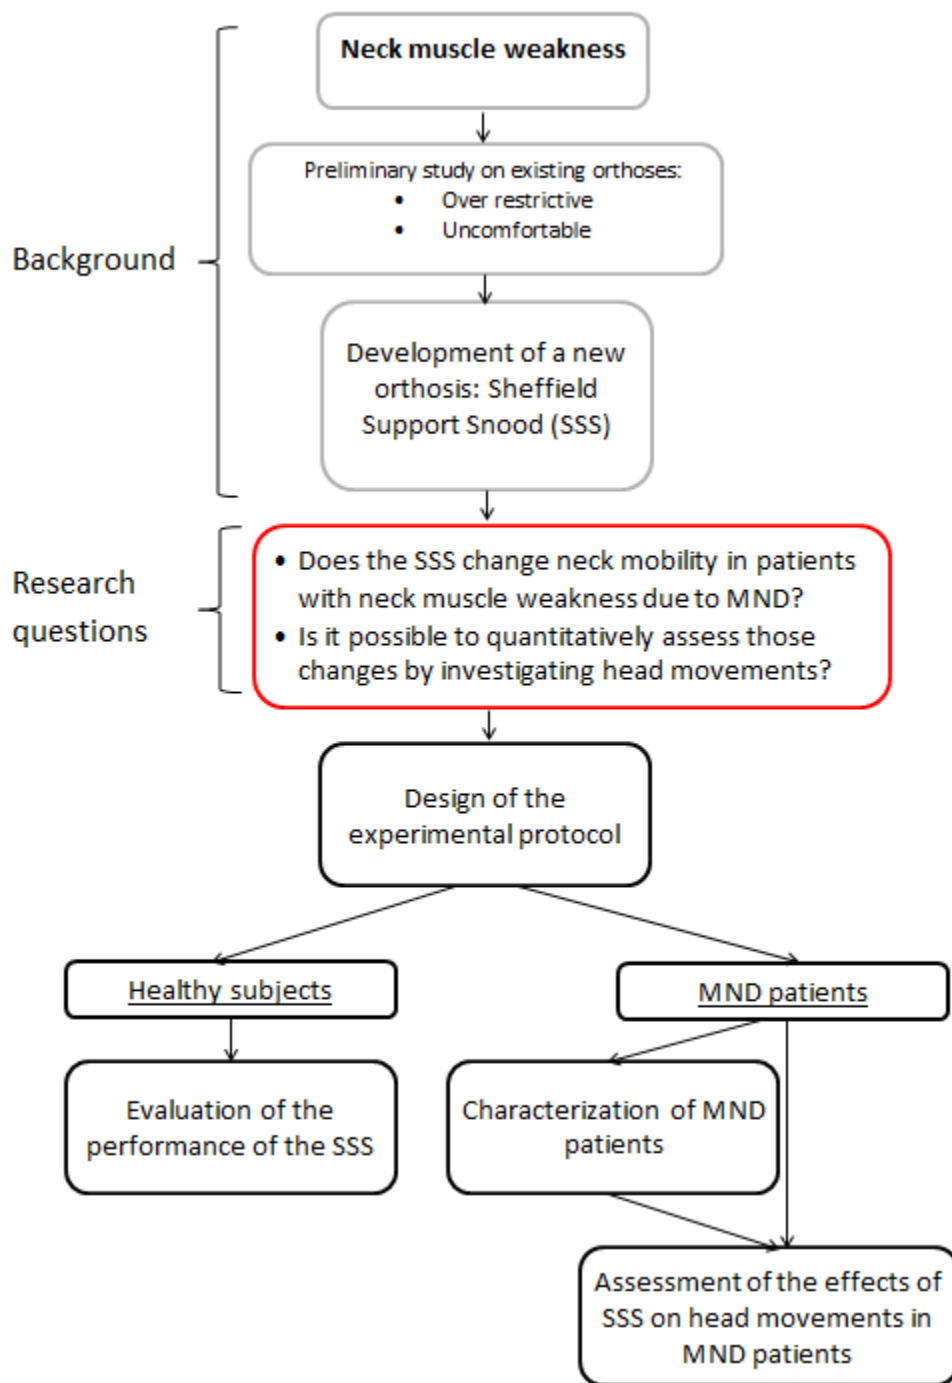 Neck muscle weakness
Preliminary study on existing orthoses:
• Over restrictive
• Uncomfortable
Background
Development of a new
orthosis: Sheffield
Support Snood (SSS)
Research
questions
• Does the SSS change neck mobility in patients
with neck muscle weakness due to MND?
• Is it possible to quantitatively assess those
changes by investigating head movements?
Design of the
experimental protocol
Healthy subjects
MND patients
Evaluation of the
performance of the SSS
Characterization of MND
patients
Assessment of the effects of
SSS on head movements in
MND patients